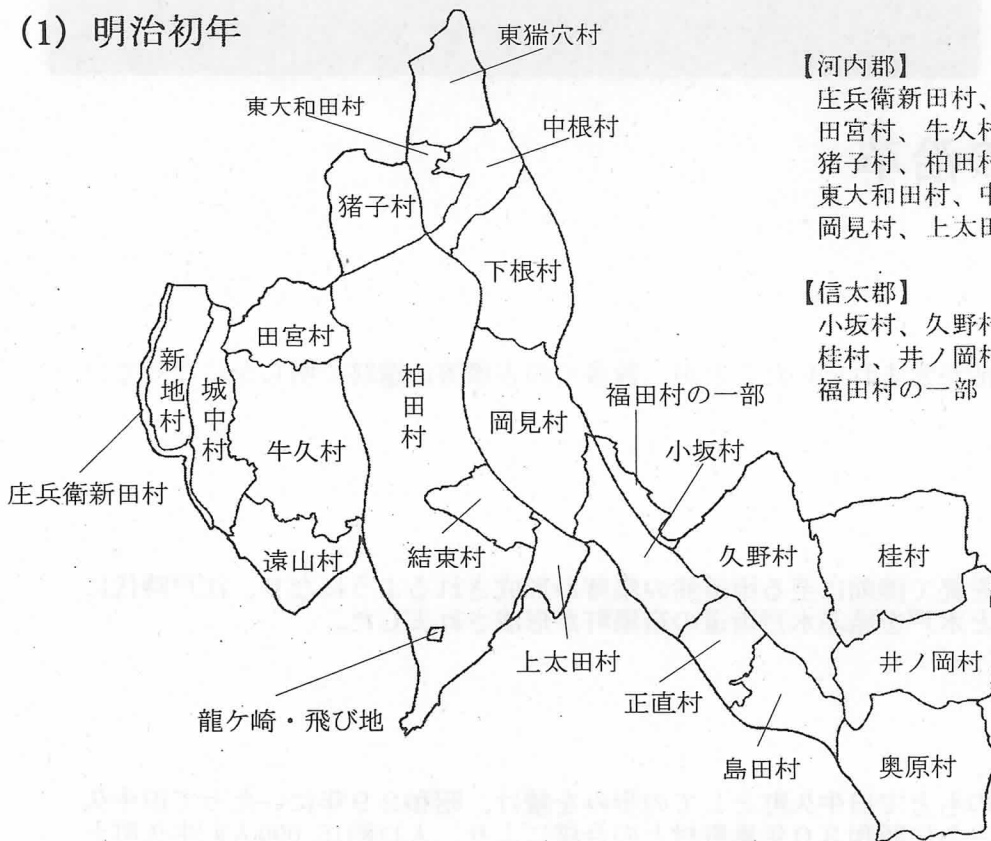 (1) 明治初年
東猯穴村
東大和田村
中根村
猪子村
下根村
田宮村
新地村
城中村
柏田村
岡見村
福田村の一部
小坂村
牛久村
庄兵衛新田村
遠山村
結束村
久野村
桂村
上太田村
正直村
井ノ岡村
龍ケ崎・飛び地
島田村
奥原村
【河内郡】
庄兵衛新田村、
田宮村、牛久村
猪子村、柏田村
東大和田村、中
岡見村、上太田
【信太郡】
小坂村、久野村
桂村、井ノ岡村
福田村の一部